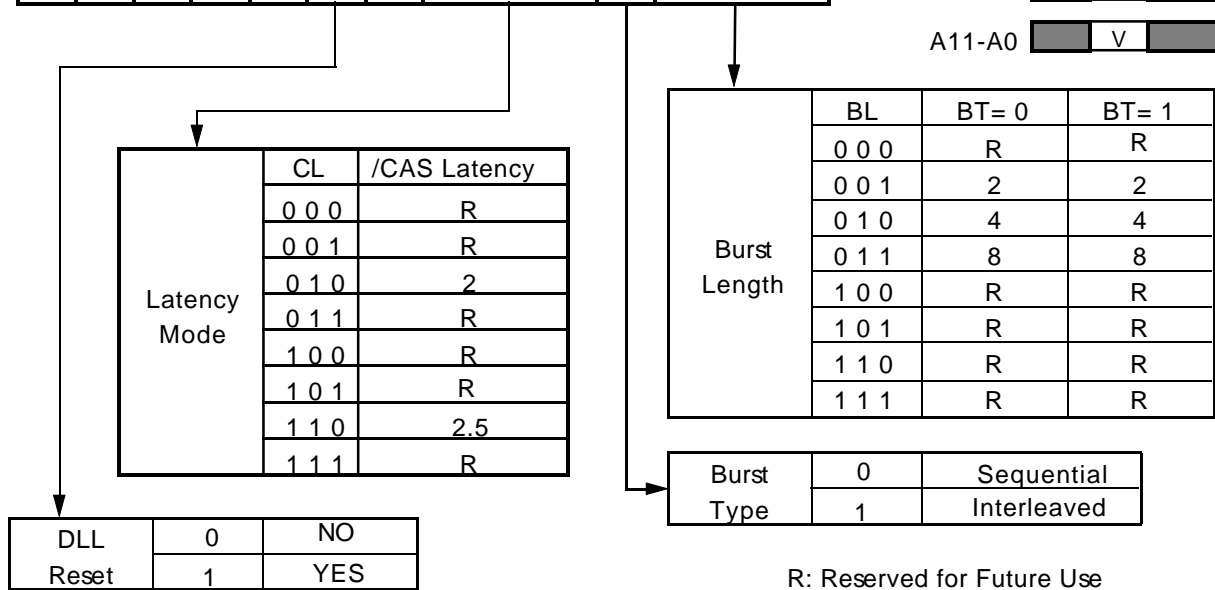 A11-A0 V
BL BT= 0 BT= 1
0 0 0 R R
0 0 1 2 2
0 1 0 4 4
0 1 1 8 8
1 0 0 R R
1 0 1 R R
1 1 0 R R
1 1 1 R R
Burst
Length
CL /CAS Latency
0 0 0 R
0 0 1 R
0 1 0 2
0 1 1 R
1 0 0 R
1 0 1 R
1 1 0 2.5
1 1 1 R
Latency
Mode
Burst 0 Sequential
Type 1 Interleaved
DLL 0 NO
Reset 1 YES
R: Reserved for Future Use